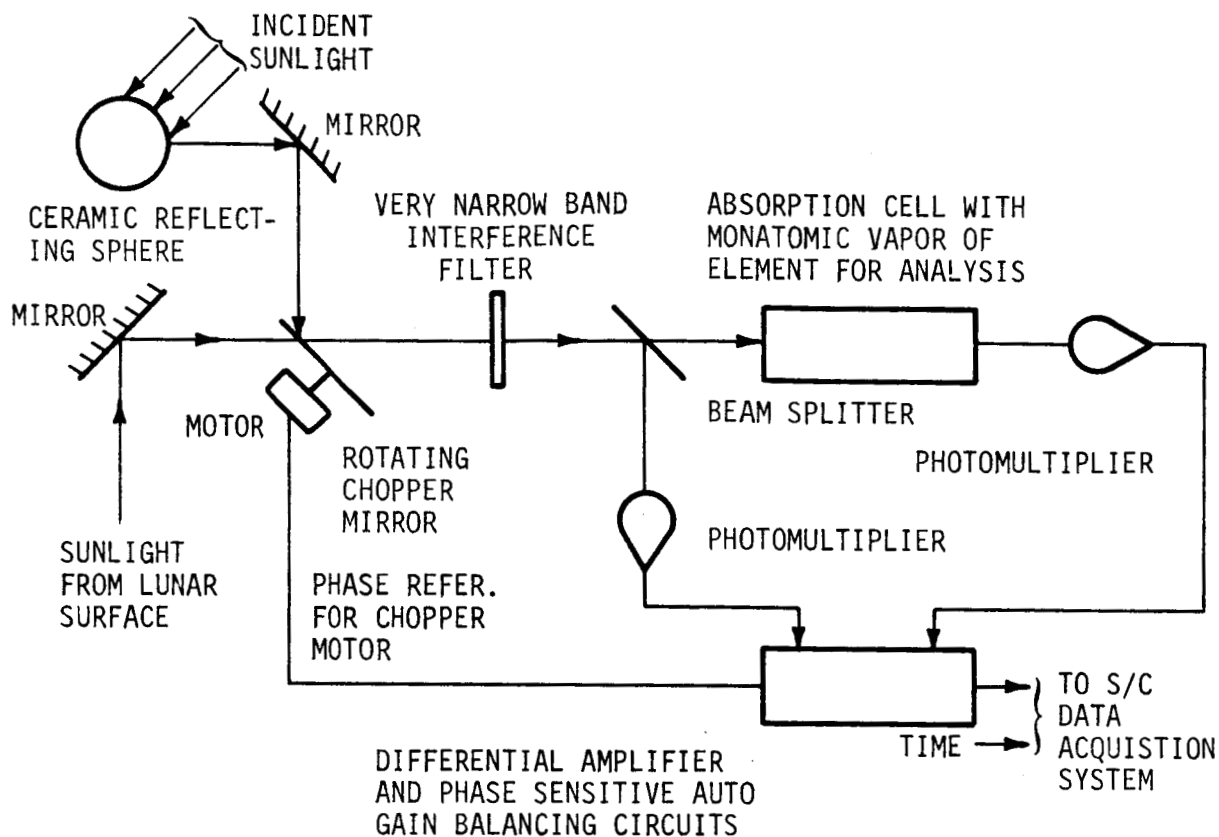 INCIDENT
SUNLIGHT
MIRROR
CERAMIC REFLECT-
ING SPHERE
VERY NARROW BAND
INTERFERENCE
FILTER
ABSORPTION CELL WITH
MONATOMIC VAPOR OF
ELEMENT FOR ANALYSIS
MIRROR
MOTOR
ROTATING
CHOPPER
MIRROR
BEAM SPLITTER
PHOTOMULTIPLIER
PHOTOMULTIPLIER
SUNLIGHT
FROM LUNAR
SURFACE
PHASE REFER.
FOR CHOPPER
MOTOR
TO S/C
DATA
ACQUISTION
SYSTEM
TIME
DIFFERENTIAL AMPLIFIER
AND PHASE SENSITIVE AUTO
GAIN BALANCING CIRCUITS